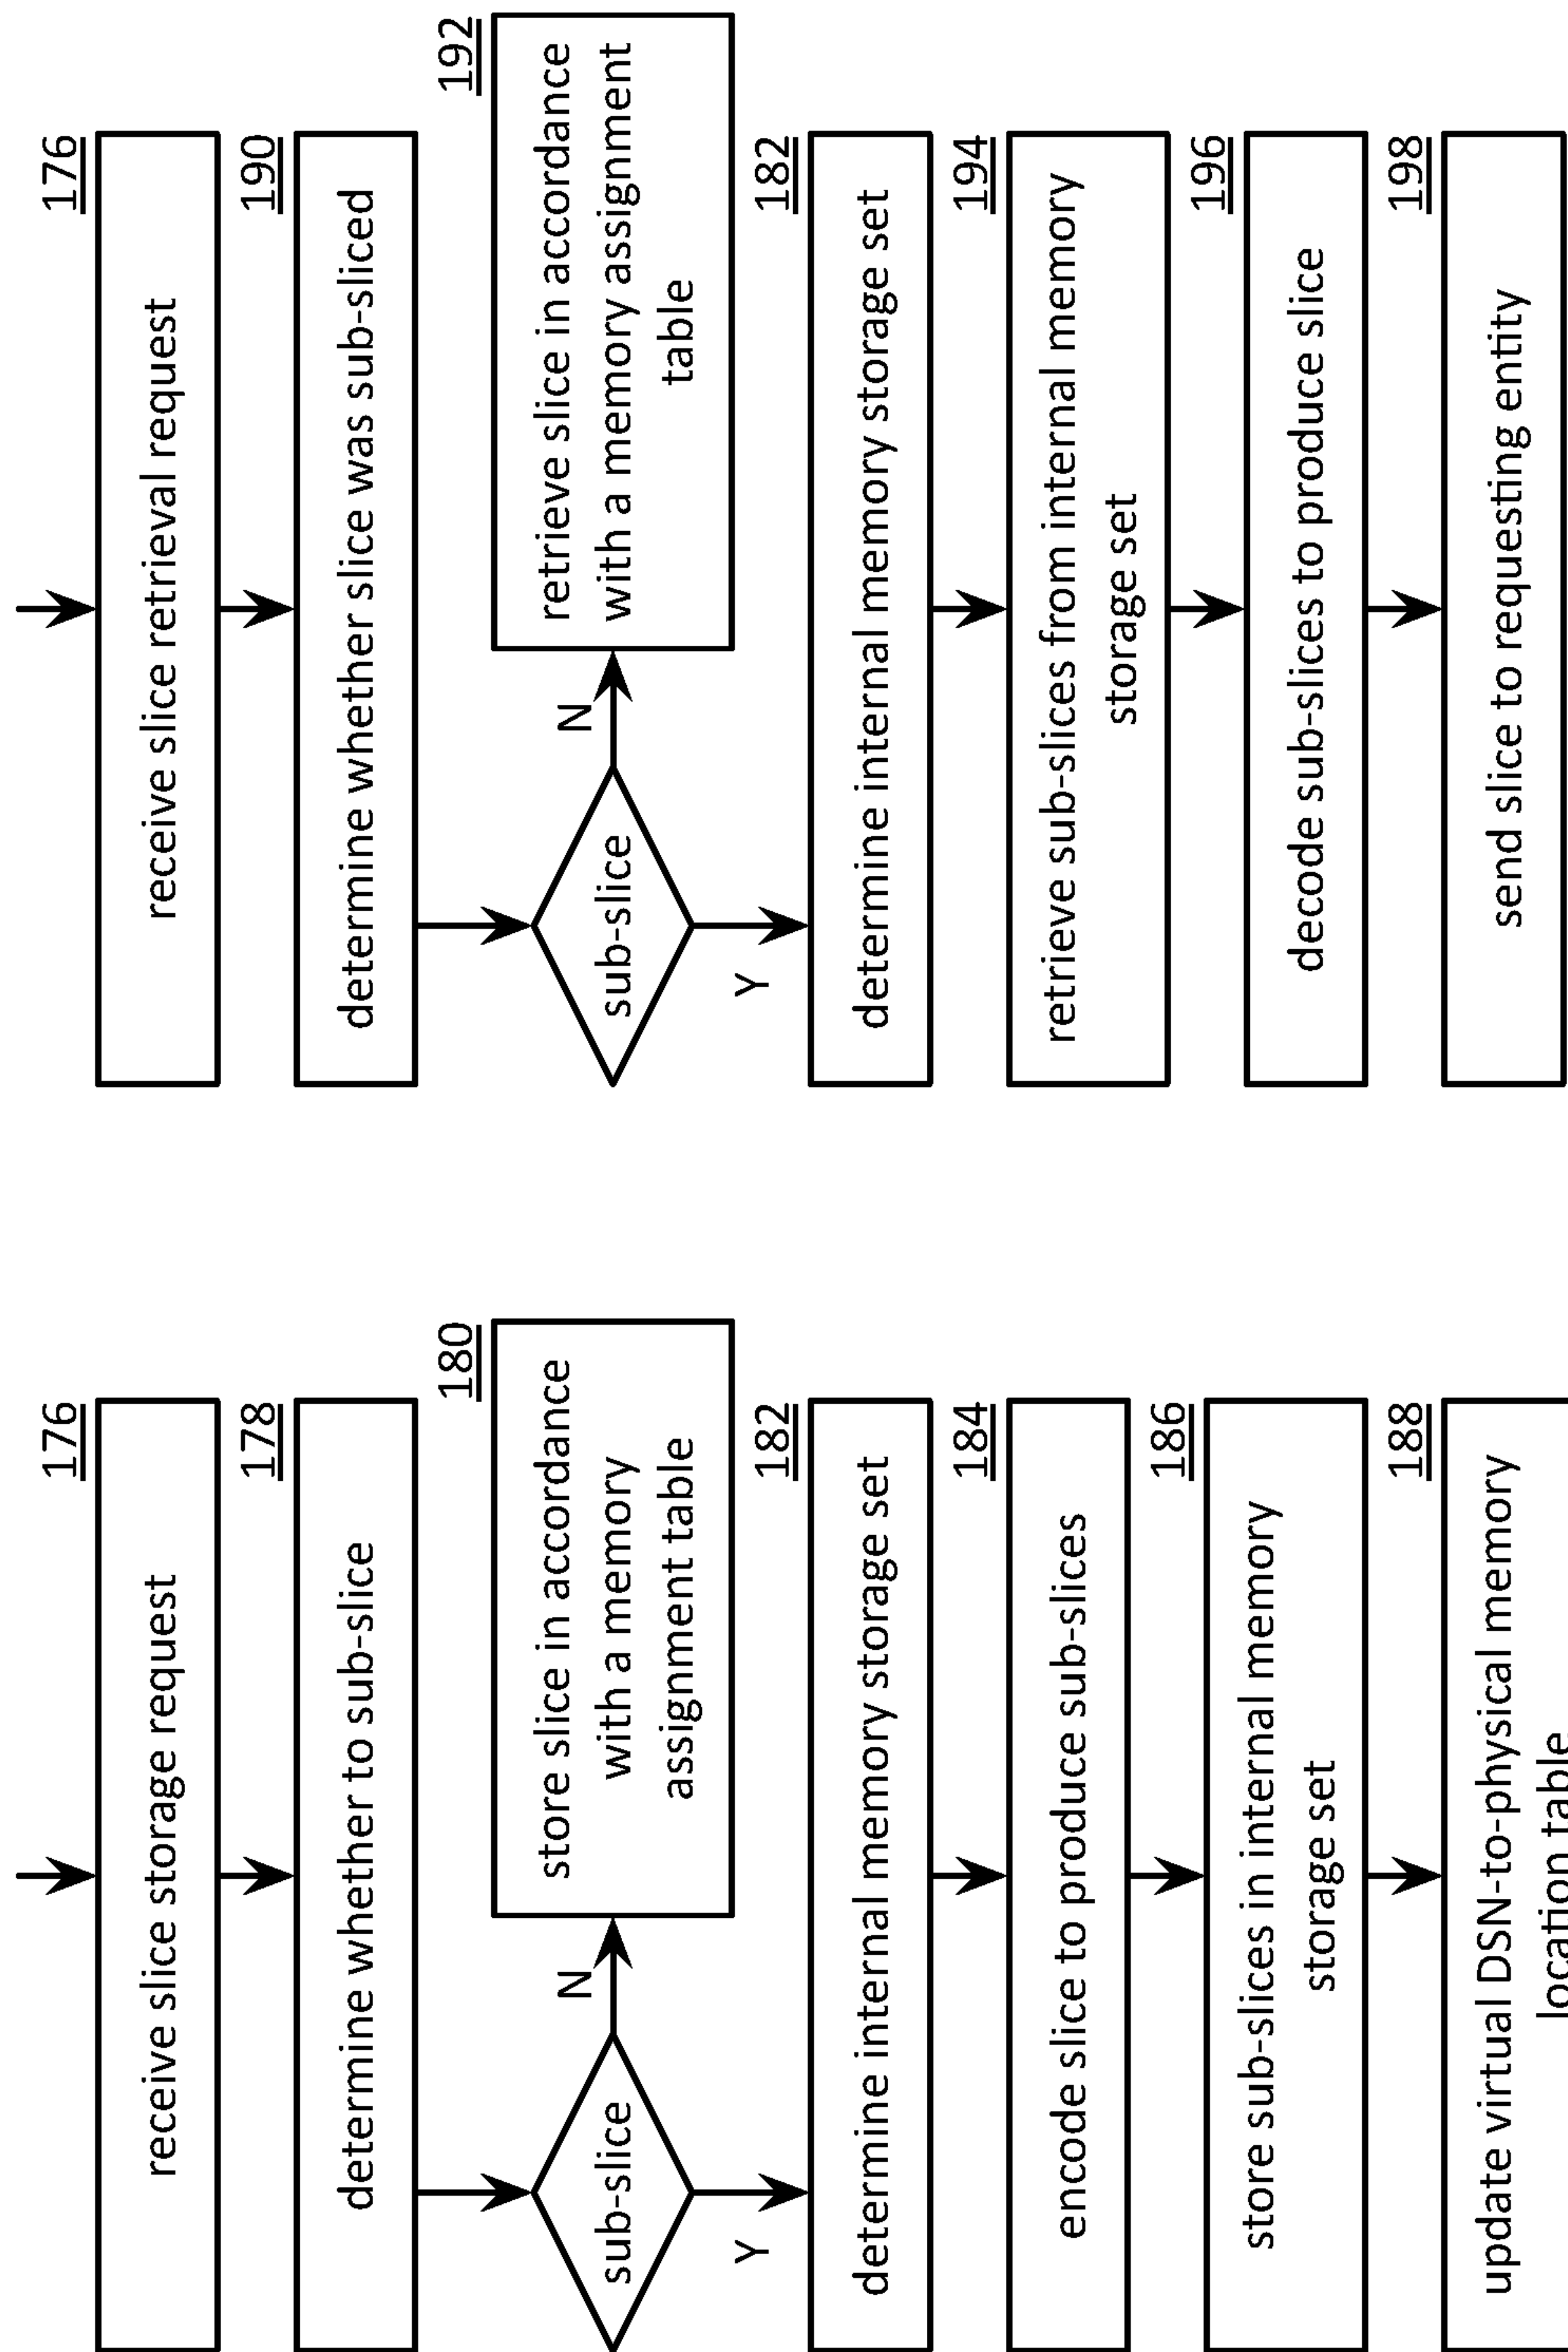 176
receive slice storage request
178
determine whether to sub-slice
sub-slice
N
Y
180
store slice in accordance
with a memory
assignment table
182
determine internal memory storage set
184
encode slice to produce sub-slices
186
store sub-slices in internal memory
storage set
188
update virtual DSN-to-physical memory
location table
176
receive slice retrieval request
190
determine whether slice was sub-sliced
sub-slice
N
Y
192
retrieve slice in accordance
with a memory assignment
table
182
determine internal memory storage set
194
retrieve sub-slices from internal memory
storage set
196
decode sub-slices to produce slice
198
send slice to requesting entity